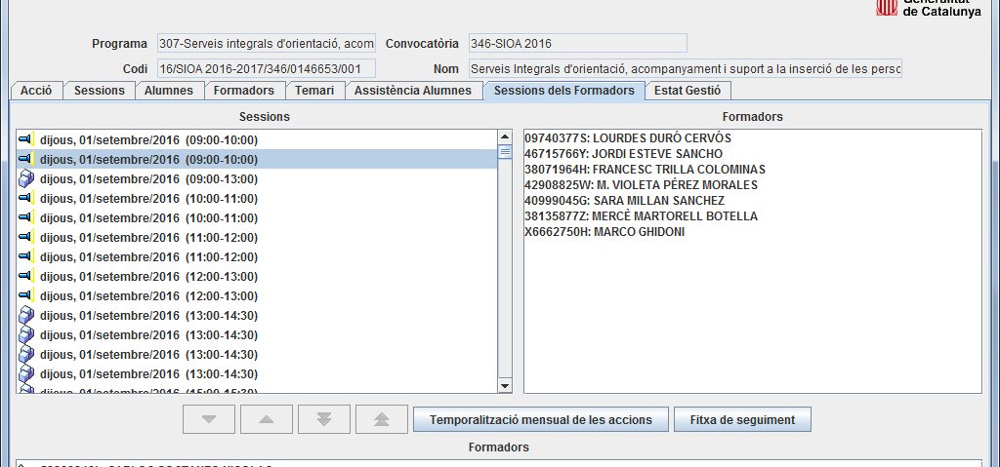 Generalitat
de Catalunya
Programa 307-Serveis integrals d'orientació, acom Convocatòria 346-SIOA 2016
Codi 16/SIOA 2016-2017/346/0146653/001 Nom Serveis Integrals d'orientació, acompanyament i suport a la inserció de les persc
Acció Sessions Alumnes Formadors Temari Assistència Alumnes Sessions dels Formadors Estat Gestió
Sessions Formadors
dijous, 01/setembre/2016 (09:00-10:00)
dijous, 01/setembre/2016 (09:00-10:00)
dijous, 01/setembre/2016 (09:00-13:00)
dijous, 01/setembre/2016 (10:00-11:00)
dijous, 01/setembre/2016 (10:00-11:00)
dijous, 01/setembre/2016 (11:00-12:00)
dijous, 01/setembre/2016 (11:00-12:00)
dijous, 01/setembre/2016 (12:00-13:00)
dijous, 01/setembre/2016 (12:00-13:00)
dijous, 01/setembre/2016 (13:00-14:30)
dijous, 01/setembre/2016 (13:00-14:30)
dijous, 01/setembre/2016 (13:00-14:30)
dijous, 01/setembre/2016 (13:00-14:30)
dijous, 01/setembre/2016 (15:00-15:30)
09740377S: LOURDES DURÓ CERVÓS
46715766Y: JORDI ESTEVE SANCHO
38071964H: FRANCESC TRILLA COLOMINAS
42908825W: M. VIOLETA PÉREZ MORALES
40999045G: SARA MILLAN SANCHEZ
38135877Z: MERCÈ MARTORELL BOTELLA
X6662750H: MARCO GHIDONI
Temporalització mensual de les accions Fitxa de seguiment
Formadors